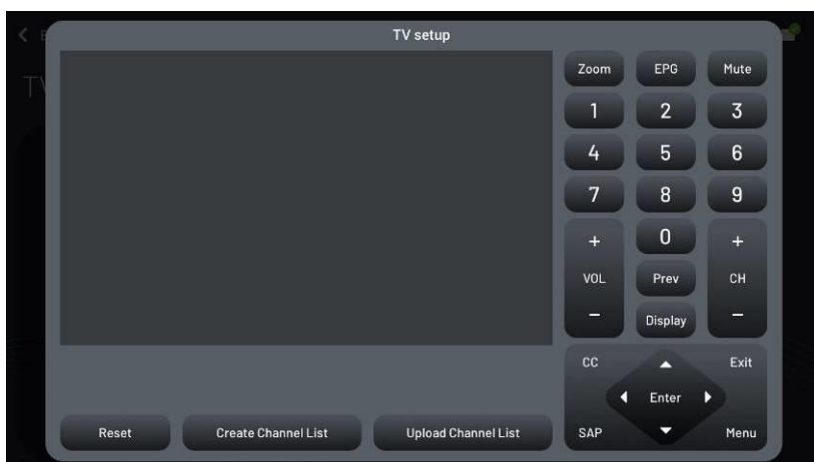 TV setup
Zoom EPG Mute
1 2 3
4 5 6
7 8 9
+ 0 +
VOL Prev CH
- Display -
CC Exit
Enter
SAP Menu
Reset Create Channel List Upload Channel List